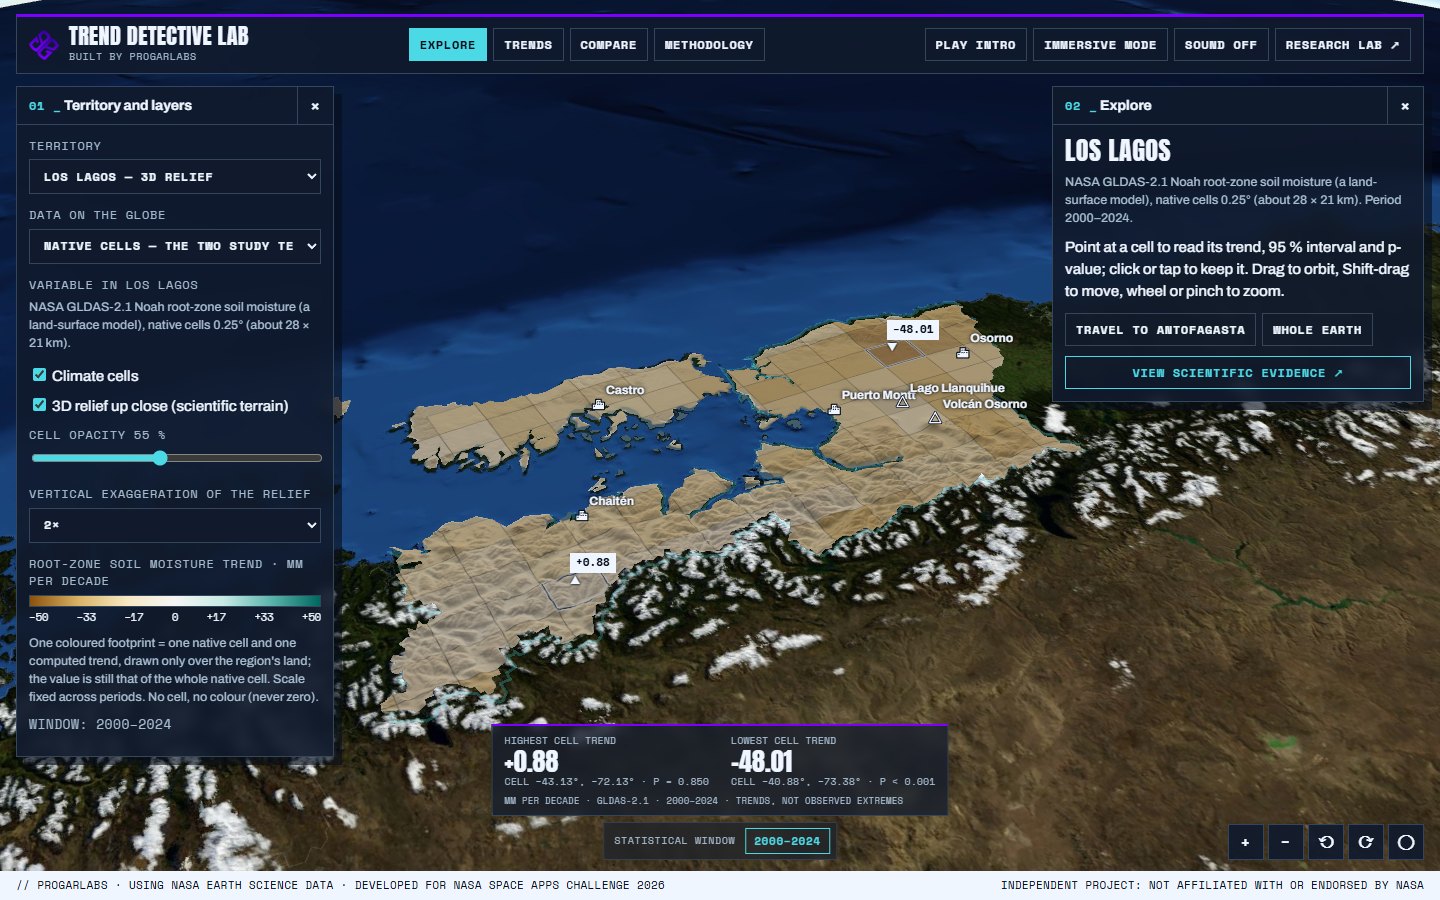 TREND DETECTIVE LAB
BUILT BY PROGARLABS
EXPLORE
TRENDS
COMPARE
METHODOLOGY
PLAY INTRO
IMMERSIVE MODE
SOUND OFF
RESEARCH LAB ↗
01 _ Territory and layers ×
TERRITORY
LOS LAGOS — 3D RELIEF
DATA ON THE GLOBE
NATIVE CELLS — THE TWO STUDY TE
VARIABLE IN LOS LAGOS
NASA GLDAS-2.1 Noah root-zone soil moisture (a
land-surface model), native cells 0.25° (about 28 ×
21 km).
Climate cells
3D relief up close (scientific terrain)
CELL OPACITY 55 %
VERTICAL EXAGGERATION OF THE RELIEF
2×
ROOT-ZONE SOIL MOISTURE TREND · MM
PER DECADE
−50 −33 −17 0 +17 +33 +50
One coloured footprint = one native cell and one
computed trend, drawn only over the region's land;
the value is still that of the whole native cell. Scale
fixed across periods. No cell, no colour (never zero).
WINDOW: 2000–2024
−48.01
Osorno
Castro
Lago Llanquihue
Puerto Montt
Volcán Osorno
Chaitén
+0.88
02 _ Explore ×
LOS LAGOS
NASA GLDAS-2.1 Noah root-zone soil moisture (a land-
surface model), native cells 0.25° (about 28 × 21 km). Period
2000–2024.
Point at a cell to read its trend, 95 % interval and p-
value; click or tap to keep it. Drag to orbit, Shift-drag
to move, wheel or pinch to zoom.
TRAVEL TO ANTOFAGASTA
WHOLE EARTH
VIEW SCIENTIFIC EVIDENCE ↗
HIGHEST CELL TREND
+0.88
CELL −43.13°, −72.13° · P = 0.850
LOWEST CELL TREND
−48.01
CELL −40.88°, −73.38° · P < 0.001
MM PER DECADE · GLDAS-2.1 · 2000–2024 · TRENDS, NOT OBSERVED EXTREMES
STATISTICAL WINDOW 2000–2024
+ −
// PROGARLABS · USING NASA EARTH SCIENCE DATA · DEVELOPED FOR NASA SPACE APPS CHALLENGE 2026
INDEPENDENT PROJECT: NOT AFFILIATED WITH OR ENDORSED BY NASA